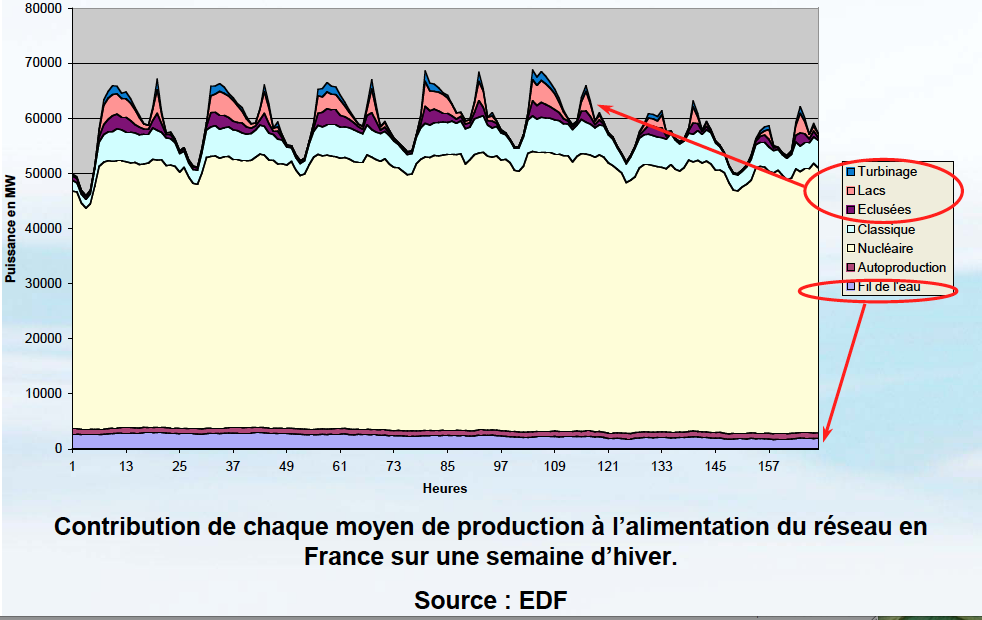 80000
70000
60000
50000
40000
30000
20000
10000
0
Puissance en MW
1 13 25 37 49 61 73 85 97 109 121 133 145 157
Heures
Turbinage
Lacs
Eclusées
Classique
Nucléaire
Autoproduction
Fil de l'eau
Contribution de chaque moyen de production à l’alimentation du réseau en
France sur une semaine d’hiver.
Source : EDF